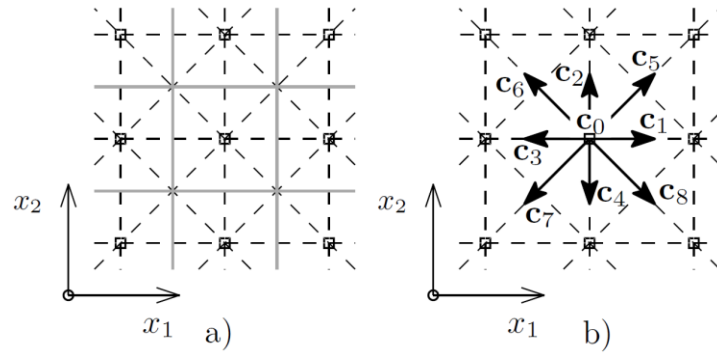 x₂
x₁
a)
c₆ c₂ c₅
c₀
c₃ c₁
c₇ c₄ c₈
x₂
x₁
b)